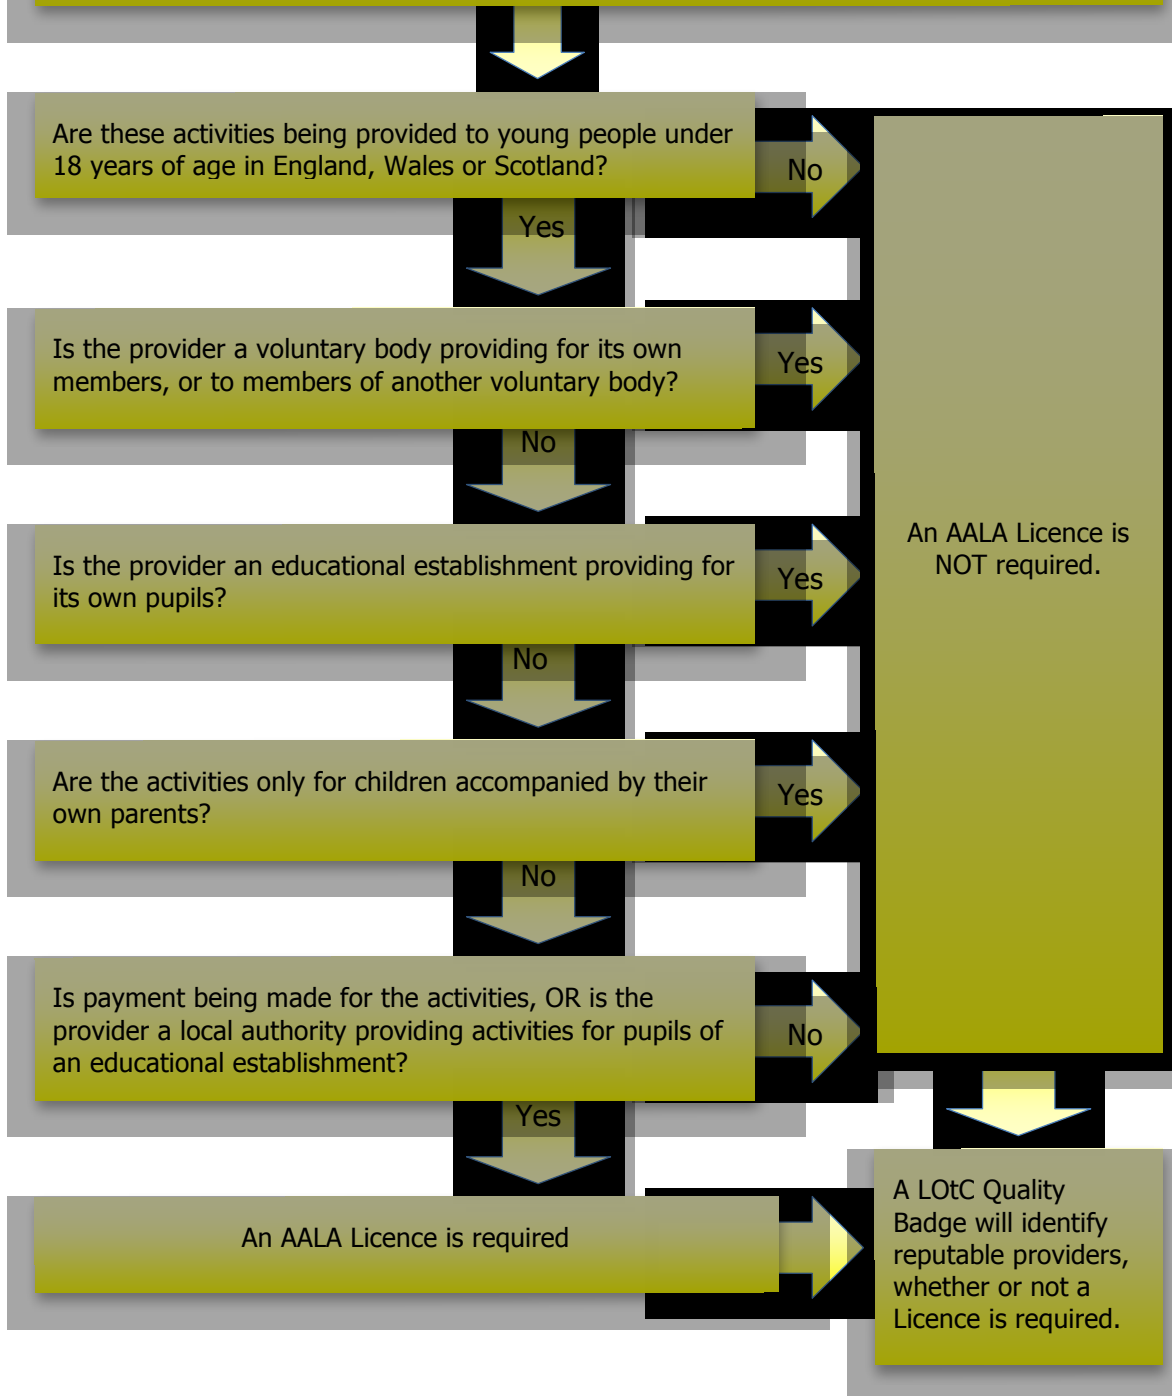 Are these activities being provided to young people under
18 years of age in England, Wales or Scotland?
No
Yes
Is the provider a voluntary body providing for its own
members, or to members of another voluntary body?
Yes
No
Is the provider an educational establishment providing for
its own pupils?
Yes
No
An AALA Licence is
NOT required.
Are the activities only for children accompanied by their
own parents?
Yes
No
Is payment being made for the activities, OR is the
provider a local authority providing activities for pupils of
an educational establishment?
No
Yes
An AALA Licence is required
A LOtC Quality
Badge will identify
reputable providers,
whether or not a
Licence is required.